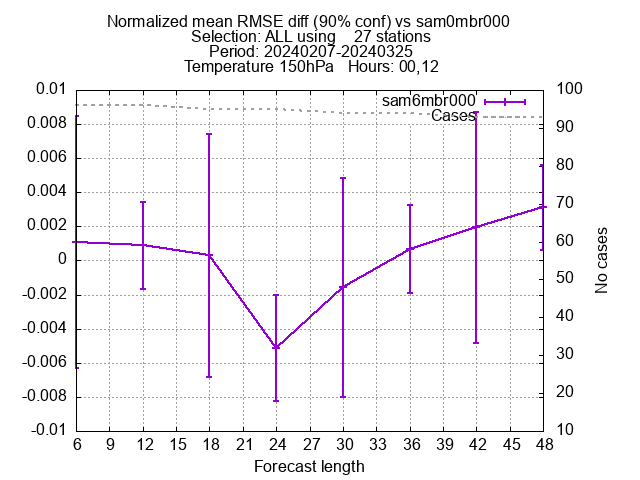 Normalized mean RMSE diff (90% conf) vs sam0mbr000
Selection: ALL using    27 stations
Period: 20240207-20240325
Temperature 150hPa   Hours: 00,12
sam6mbr000
Cases
0.01
0.008
0.006
0.004
0.002
0
-0.002
-0.004
-0.006
-0.008
-0.01
100
90
80
70
60
50
40
30
20
10
No cases
6 9 12 15 18 21 24 27 30 33 36 39 42 45 48
Forecast length